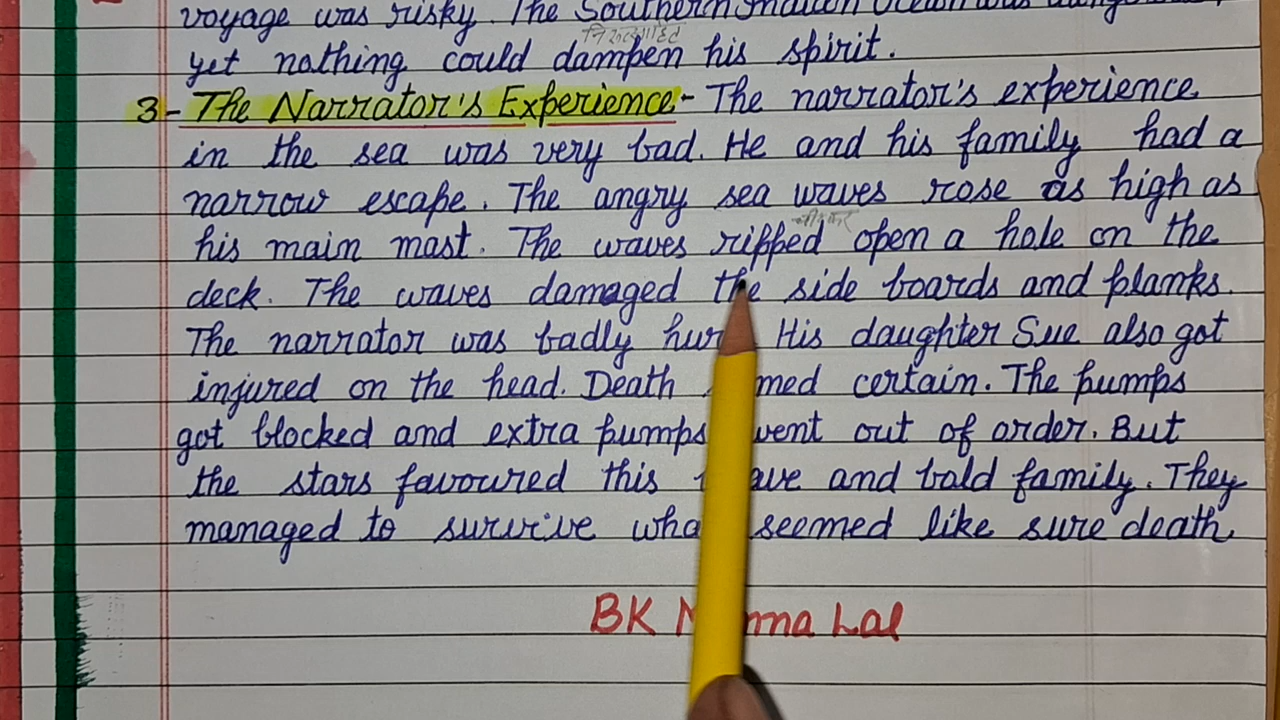 voyage was risky. The Southern Indian Ocean was
yet nothing could dampen his spirit.
3- The Narrator's Experience- The narrator's experience
in the sea was very bad. He and his family had a
narrow escape. The angry sea waves rose as high as
his main mast. The waves ripped open a hole on the
deck. The waves damaged the side boards and planks.
The narrator was badly hur His daughter Sue also got
injured on the head. Death med certain. The pumps
got blocked and extra pumps went out of order. But
the stars favoured this ave and bold family. They
managed to survive wha seemed like sure death
BK M nna Lal